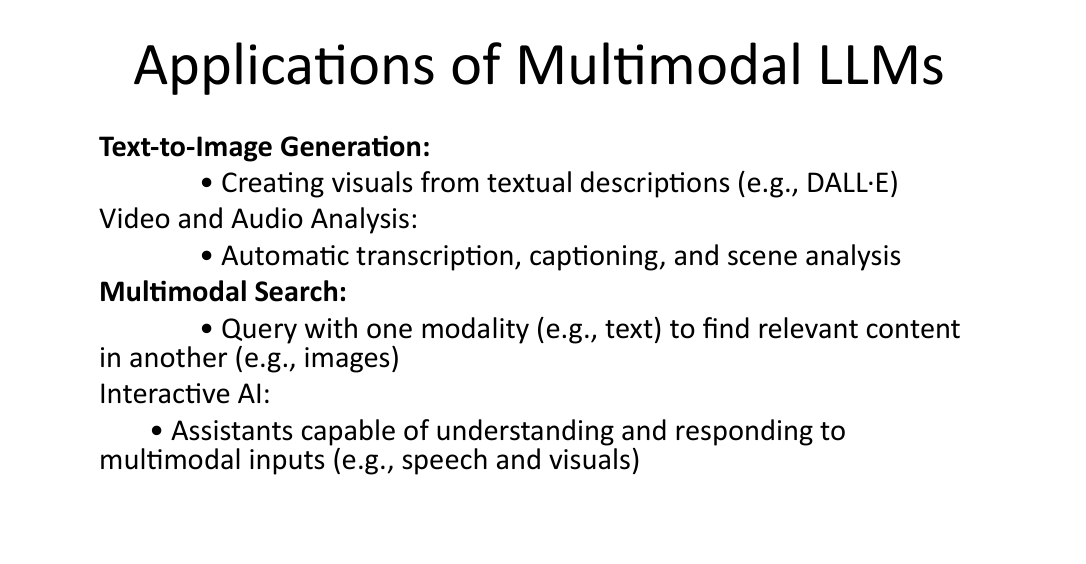 Applications of Multimodal LLMs
Text-to-Image Generation:
• Creating visuals from textual descriptions (e.g., DALL·E)
Video and Audio Analysis:
• Automatic transcription, captioning, and scene analysis
Multimodal Search:
• Query with one modality (e.g., text) to find relevant content
in another (e.g., images)
Interactive AI:
• Assistants capable of understanding and responding to
multimodal inputs (e.g., speech and visuals)